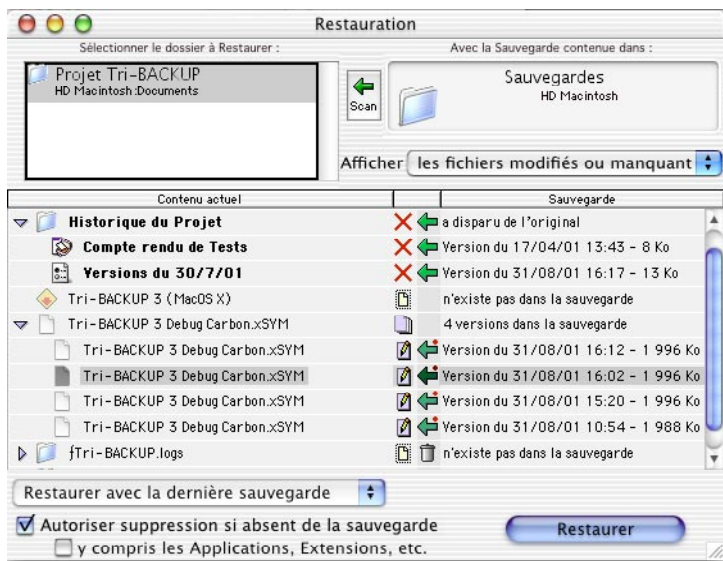 Restauration
Sélectionner le dossier à Restaurer :
Avec la Sauvegarde contenue dans :
Projet Tri-BACKUP
HD Macintosh :Documents
Scan
Sauvegardes
HD Macintosh
Afficher les fichiers modifiés ou manquant
Contenu actuel Sauvegarde
Historique du Projet a disparu de l'original
Compte rendu de Tests Version du 17/04/01 13:43 - 8 Ko
Versions du 30/7/01 Version du 31/08/01 16:17 - 13 Ko
Tri-BACKUP 3 (MacOS X) n'existe pas dans la sauvegarde
Tri-BACKUP 3 Debug Carbon.xSYM 4 versions dans la sauvegarde
Tri-BACKUP 3 Debug Carbon.xSYM Version du 31/08/01 16:12 - 1 996 Ko
Tri-BACKUP 3 Debug Carbon.xSYM Version du 31/08/01 16:02 - 1 996 Ko
Tri-BACKUP 3 Debug Carbon.xSYM Version du 31/08/01 15:20 - 1 996 Ko
Tri-BACKUP 3 Debug Carbon.xSYM Version du 31/08/01 10:54 - 1 988 Ko
ƒTri-BACKUP.logs n'existe pas dans la sauvegarde
Restaurer avec la dernière sauvegarde
Autoriser suppression si absent de la sauvegarde
y compris les Applications, Extensions, etc.
Restaurer